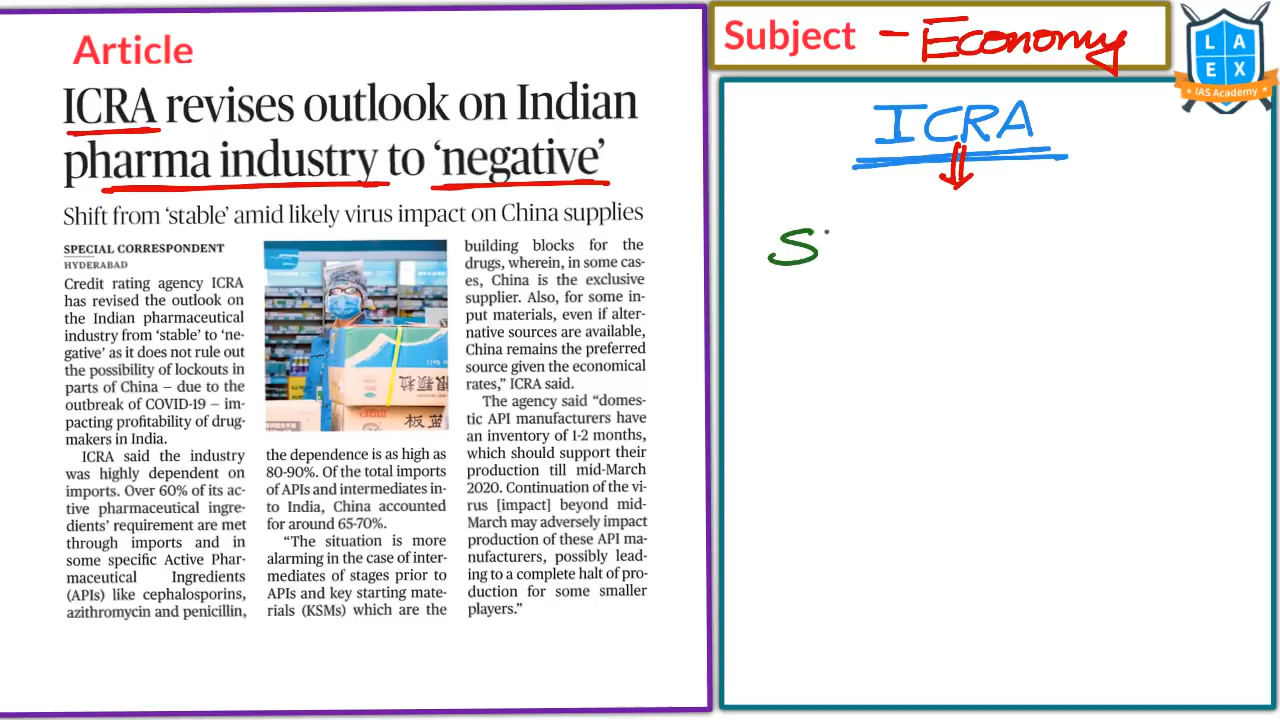 Article
ICRA revises outlook on Indian
pharma industry to ‘negative’
Shift from ‘stable’ amid likely virus impact on China supplies
SPECIAL CORRESPONDENT
HYDERABAD
Credit rating agency ICRA
has revised the outlook on
the Indian pharmaceutical
industry from ‘stable’ to ‘ne-
gative’ as it does not rule out
the possibility of lockouts in
parts of China – due to the
outbreak of COVID-19 – im-
pacting profitability of drug-
makers in India.
ICRA said the industry
was highly dependent on
imports. Over 60% of its ac-
tive pharmaceutical ingre-
dients’ requirement are met
through imports and in
some specific Active Phar-
maceutical Ingredients
(APIs) like cephalosporins,
azithromycin and penicillin,
颗粒
板蓝
the dependence is as high as
80-90%. Of the total imports
of APIs and intermediates in-
to India, China accounted
for around 65-70%.
“The situation is more
alarming in the case of inter-
mediates of stages prior to
APIs and key starting mate-
rials (KSMs) which are the
building blocks for the
drugs, wherein, in some cas-
es, China is the exclusive
supplier. Also, for some in-
put materials, even if alter-
native sources are available,
China remains the preferred
source given the economical
rates,” ICRA said.
The agency said “domes-
tic API manufacturers have
an inventory of 1-2 months,
which should support their
production till mid-March
2020. Continuation of the vi-
rus [impact] beyond mid-
March may adversely impact
production of these API ma-
nufacturers, possibly lead-
ing to a complete halt of pro-
duction for some smaller
players.”
Subject - Economy
LA
EX
IAS Academy
ICRA
S